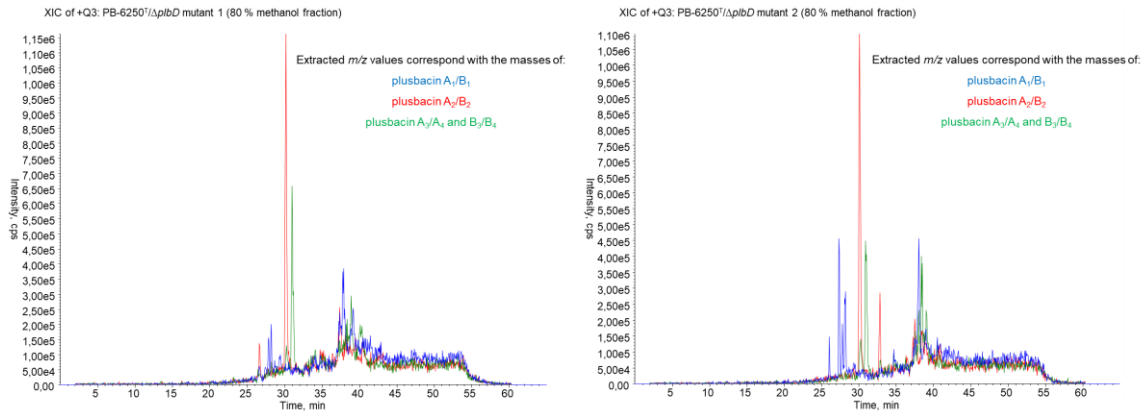 XIC of +Q3: PB-6250ᵀ/ΔplbD mutant 1 (80 % methanol fraction)
Extracted m/z values correspond with the masses of:
plusbacin A₁/B₁
plusbacin A₂/B₂
plusbacin A₃/A₄ and B₃/B₄
Intensity, cps
1,15e6
1,10e6
1,05e6
1,00e6
9,50e5
9,00e5
8,50e5
8,00e5
7,50e5
7,00e5
6,50e5
6,00e5
5,50e5
5,00e5
4,50e5
4,00e5
3,50e5
3,00e5
2,50e5
2,00e5
1,50e5
1,00e5
5,00e4
0,00
5 10 15 20 25 30 35 40 45 50 55 60
Time, min
XIC of +Q3: PB-6250ᵀ/ΔplbD mutant 2 (80 % methanol fraction)
Extracted m/z values correspond with the masses of:
plusbacin A₁/B₁
plusbacin A₂/B₂
plusbacin A₃/A₄ and B₃/B₄
Intensity, cps
1,10e6
1,05e6
1,00e6
9,50e5
9,00e5
8,50e5
8,00e5
7,50e5
7,00e5
6,50e5
6,00e5
5,50e5
5,00e5
4,50e5
4,00e5
3,50e5
3,00e5
2,50e5
2,00e5
1,50e5
1,00e5
5,00e4
0,00
5 10 15 20 25 30 35 40 45 50 55 60
Time, min